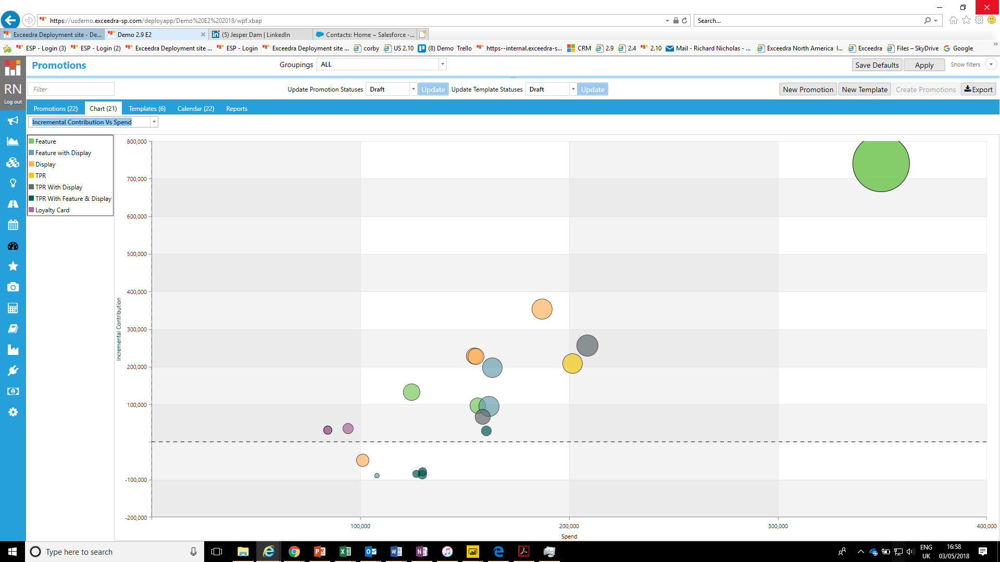 https://usdemo.exceedra-sp.com/deployapp/Demo%20E2%202018/wpf.xbap
Search...
Exceedra Deployment site - De...
Demo 2.9 E2
(5) Jesper Dam | LinkedIn
Contacts: Home ~ Salesforce -...
ESP - Login (3)
ESP - Login (2)
Exceedra Deployment site ...
ESP - Login
Exceedra Deployment site ...
corby
US 2.10
(8) Demo Trello
https--internal.exceedra-s...
CRM
2.9
2.4
2.10
Mail - Richard Nicholas - ...
Exceedra North America I...
Exceedra
Files – SkyDrive
Google
Promotions
Groupings
ALL
Save Defaults
Apply
Show filters
RN
Log out
Filter
Update Promotion Statuses
Draft
Update
Update Template Statuses
Draft
Update
New Promotion
New Template
Create Promotions
Export
Promotions (22)
Chart (21)
Templates (6)
Calendar (22)
Reports
Incremental Contribution Vs Spend
Feature
Feature with Display
Display
TPR
TPR With Display
TPR With Feature & Display
Loyalty Card
Incremental Contribution
800,000
700,000
600,000
500,000
400,000
300,000
200,000
100,000
-100,000
-200,000
100,000
200,000
300,000
400,000
Spend
Type here to search
ENG
UK
16:58
03/05/2018